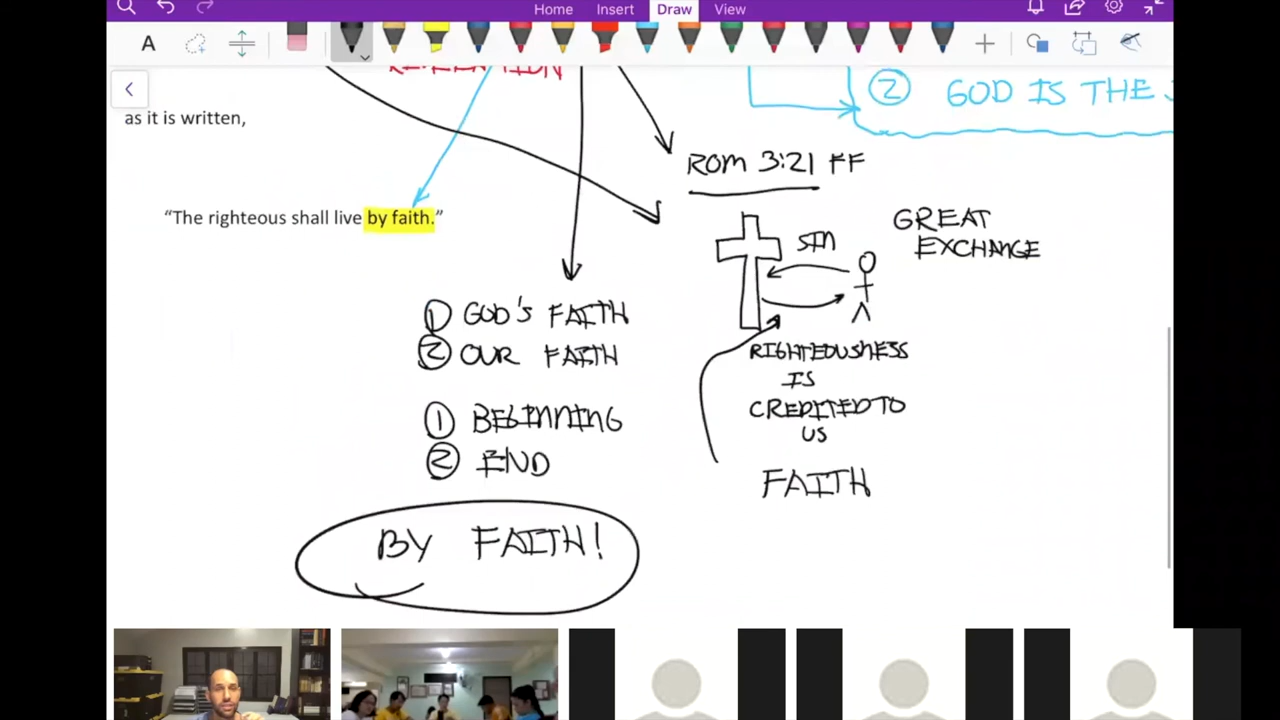 Home Insert Draw View
A
② GOD IS THE
as it is written,
ROM 3:21 FF
“The righteous shall live by faith.”
GREAT
EXCHANGE
SIN
① GOD'S FAITH
② OUR FAITH
RIGHTEOUSNESS
IS
CREDITED TO
US
① BEGINNING
② END
FAITH
BY FAITH!